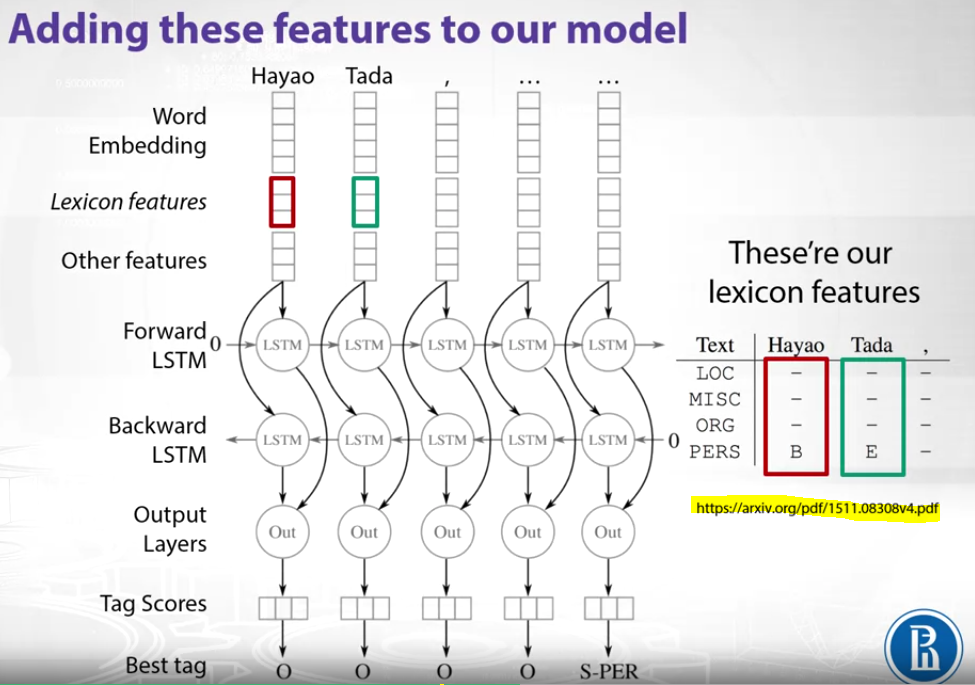 Adding these features to our model
Hayao Tada , ... ...
Word
Embedding
Lexicon features
Other features
Forward
LSTM
0 LSTM LSTM LSTM LSTM LSTM
Backward
LSTM
LSTM LSTM LSTM LSTM LSTM 0
Output
Layers
Out Out Out Out Out
Tag Scores
Best tag O O O O S-PER
These’re our
lexicon features
Text Hayao Tada ,
LOC – – –
MISC – – –
ORG – – –
PERS B E –
https://arxiv.org/pdf/1511.08308v4.pdf